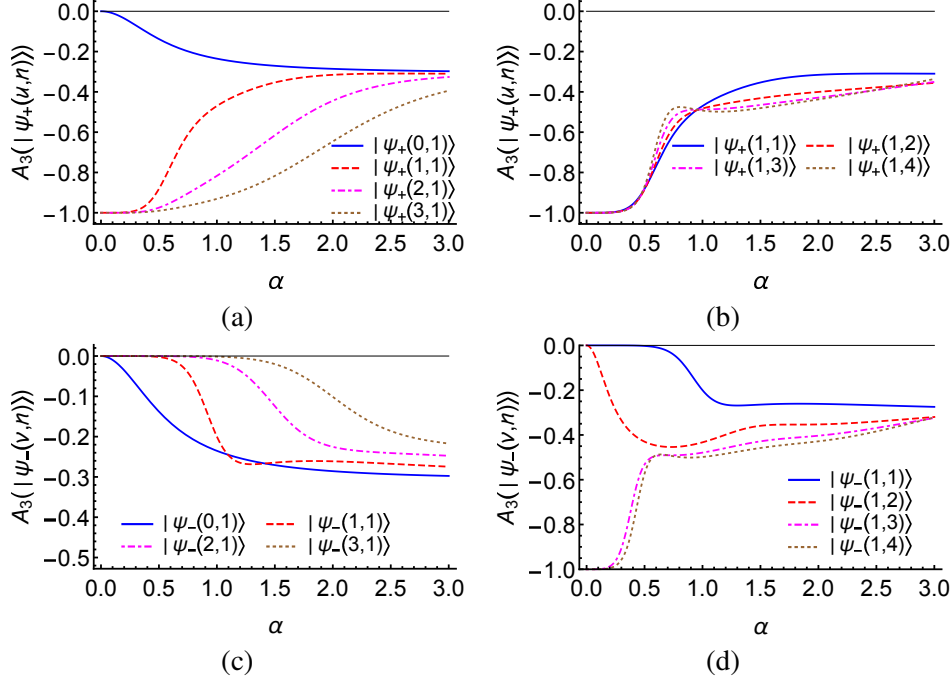 A₃(|ψ₊(u,n)⟩)
0.0
−0.2
−0.4
−0.6
−0.8
−1.0
|ψ₊(0,1)⟩
|ψ₊(1,1)⟩
|ψ₊(2,1)⟩
|ψ₊(3,1)⟩
0.0 0.5 1.0 1.5 2.0 2.5 3.0
α
(a)
A₃(|ψ₊(u,n)⟩)
0.0
−0.2
−0.4
−0.6
−0.8
−1.0
|ψ₊(1,1)⟩ |ψ₊(1,2)⟩
|ψ₊(1,3)⟩ |ψ₊(1,4)⟩
0.0 0.5 1.0 1.5 2.0 2.5 3.0
α
(b)
A₃(|ψ₋(v,n)⟩)
0.0
−0.1
−0.2
−0.3
−0.4
−0.5
|ψ₋(0,1)⟩ |ψ₋(1,1)⟩
|ψ₋(2,1)⟩ |ψ₋(3,1)⟩
0.0 0.5 1.0 1.5 2.0 2.5 3.0
α
(c)
A₃(|ψ₋(v,n)⟩)
0.0
−0.2
−0.4
−0.6
−0.8
−1.0
|ψ₋(1,1)⟩
|ψ₋(1,2)⟩
|ψ₋(1,3)⟩
|ψ₋(1,4)⟩
0.0 0.5 1.0 1.5 2.0 2.5 3.0
α
(d)